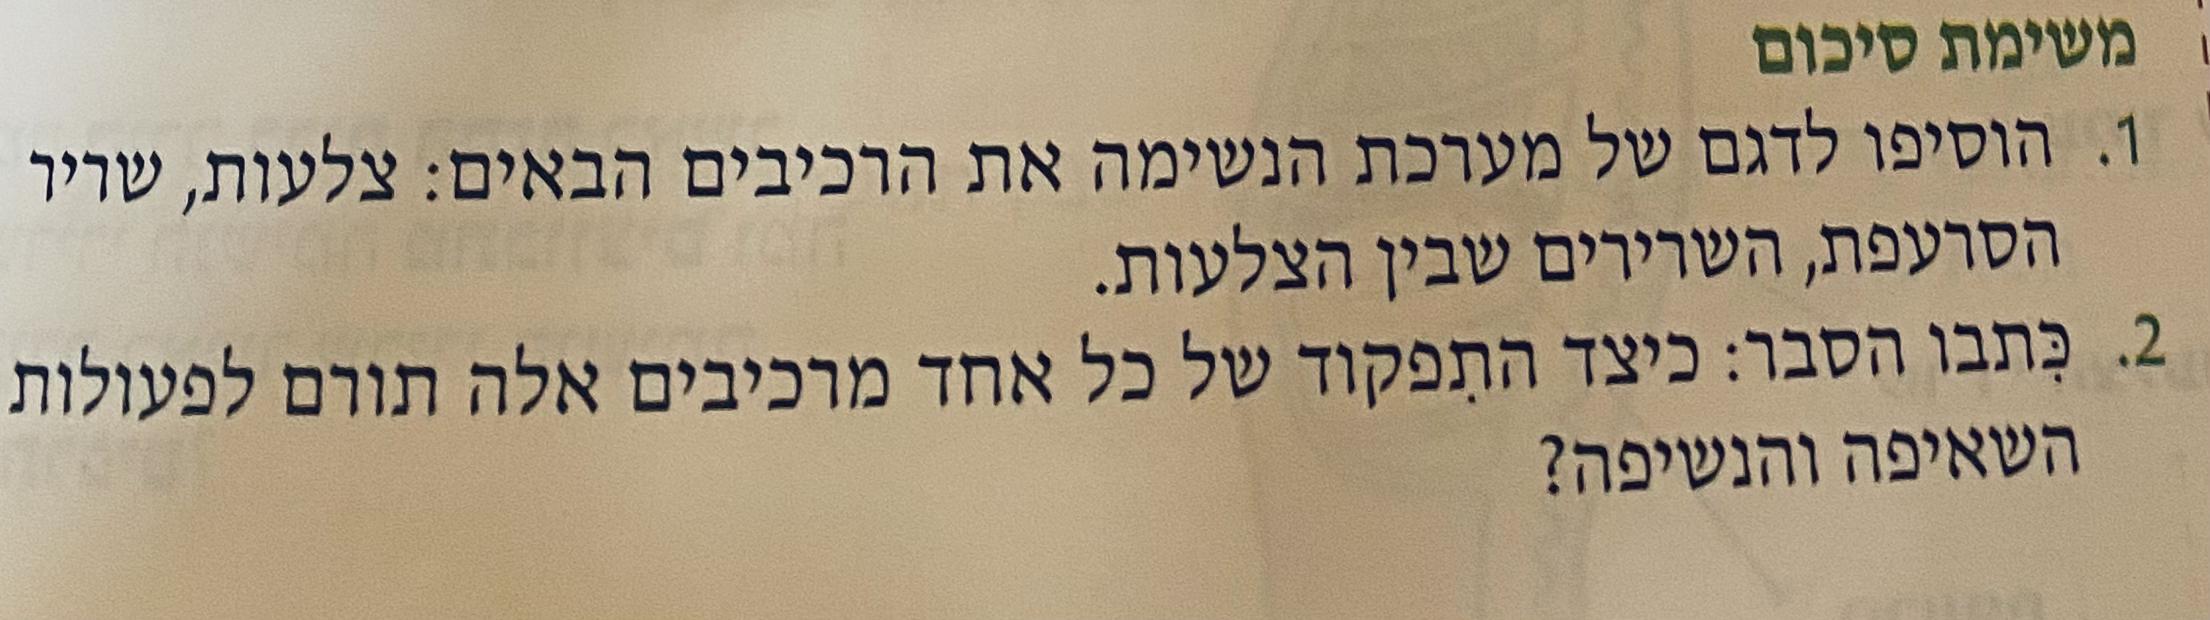 משימת סיכום
1. הוסיפו לדגם של מערכת הנשימה את הרכיבים הבאים: צלעות, שריר
הסרעפת, השרירים שבין הצלעות.
2. כִּתבו הסבר: כיצד התִפקוד של כל אחד מרכיבים אלה תורם לפעולות
השאיפה והנשיפה?